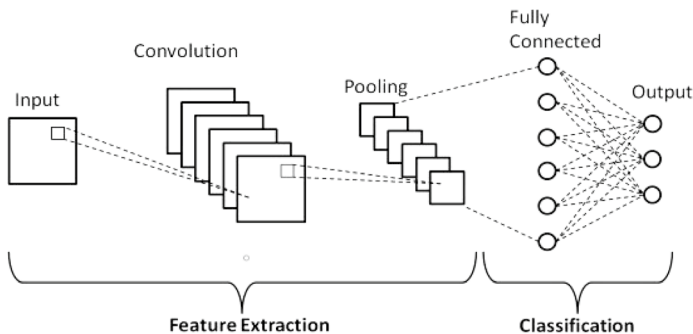 Input
Convolution
Pooling
Fully
Connected
Output
Feature Extraction
Classification